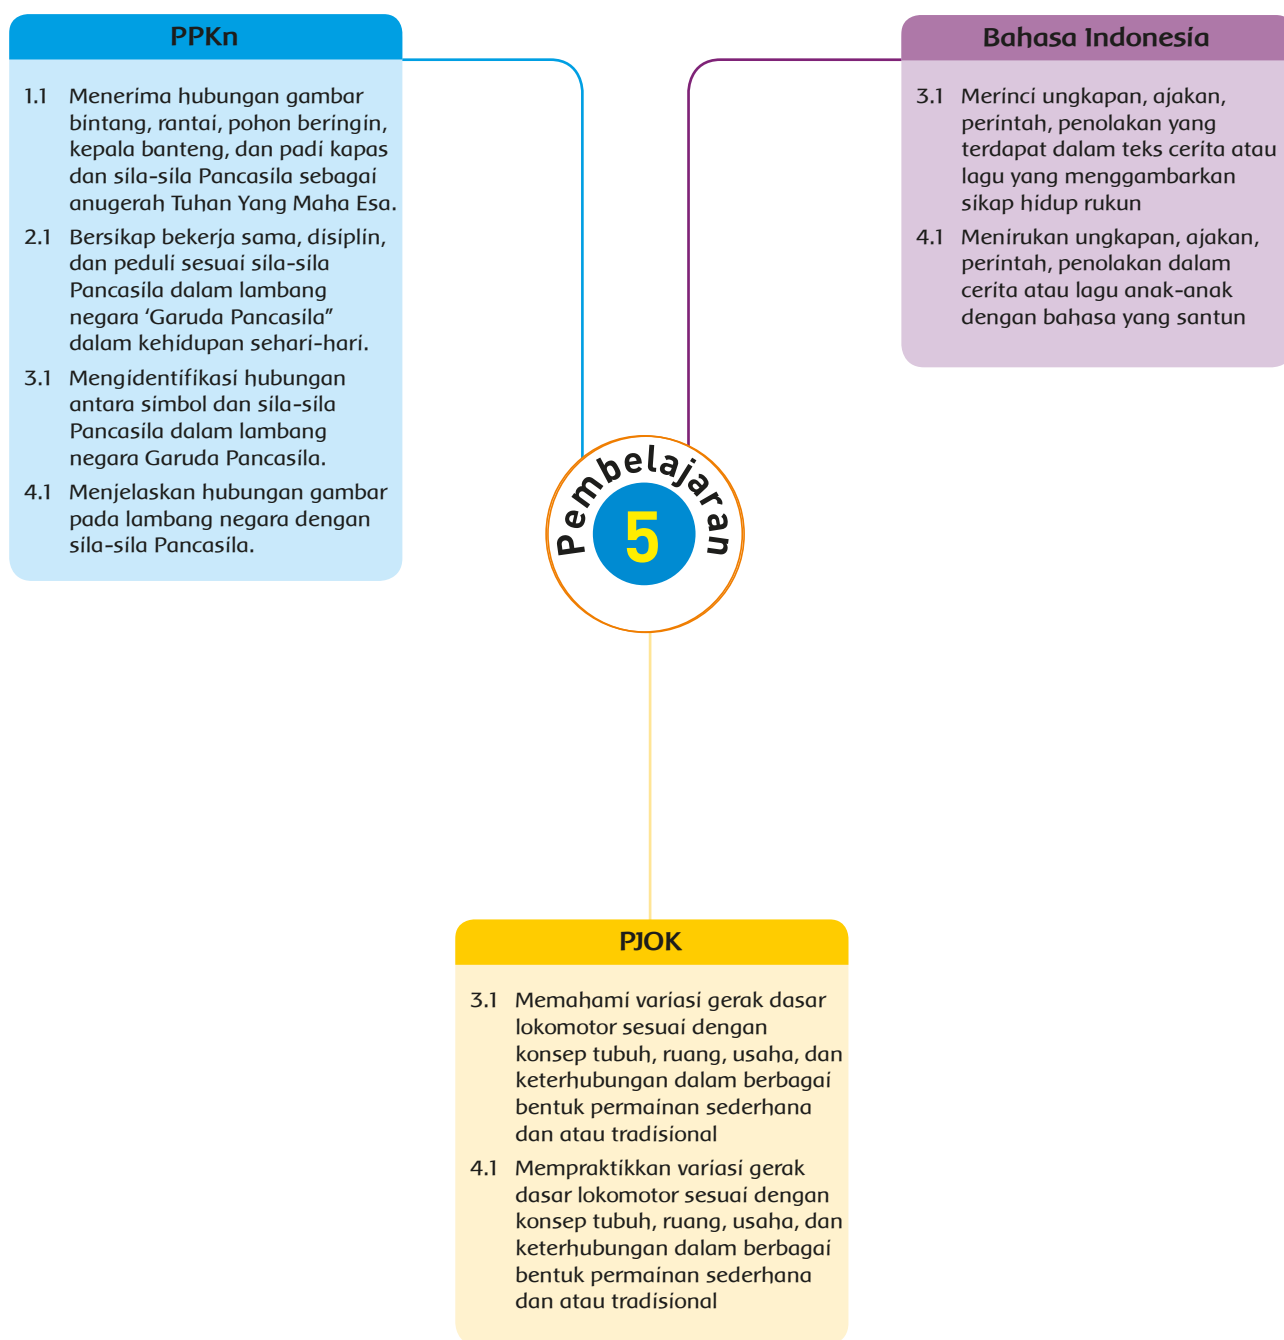 PPKn
1.1 Menerima hubungan gambar
bintang, rantai, pohon beringin,
kepala banteng, dan padi kapas
dan sila-sila Pancasila sebagai
anugerah Tuhan Yang Maha Esa.
2.1 Bersikap bekerja sama, disiplin,
dan peduli sesuai sila-sila
Pancasila dalam lambang
negara ‘Garuda Pancasila”
dalam kehidupan sehari-hari.
3.1 Mengidentifikasi hubungan
antara simbol dan sila-sila
Pancasila dalam lambang
negara Garuda Pancasila.
4.1 Menjelaskan hubungan gambar
pada lambang negara dengan
sila-sila Pancasila.
Bahasa Indonesia
3.1 Merinci ungkapan, ajakan,
perintah, penolakan yang
terdapat dalam teks cerita atau
lagu yang menggambarkan
sikap hidup rukun
4.1 Menirukan ungkapan, ajakan,
perintah, penolakan dalam
cerita atau lagu anak-anak
dengan bahasa yang santun
Pembelajaran
5
PJOK
3.1 Memahami variasi gerak dasar
lokomotor sesuai dengan
konsep tubuh, ruang, usaha, dan
keterhubungan dalam berbagai
bentuk permainan sederhana
dan atau tradisional
4.1 Mempraktikkan variasi gerak
dasar lokomotor sesuai dengan
konsep tubuh, ruang, usaha, dan
keterhubungan dalam berbagai
bentuk permainan sederhana
dan atau tradisional